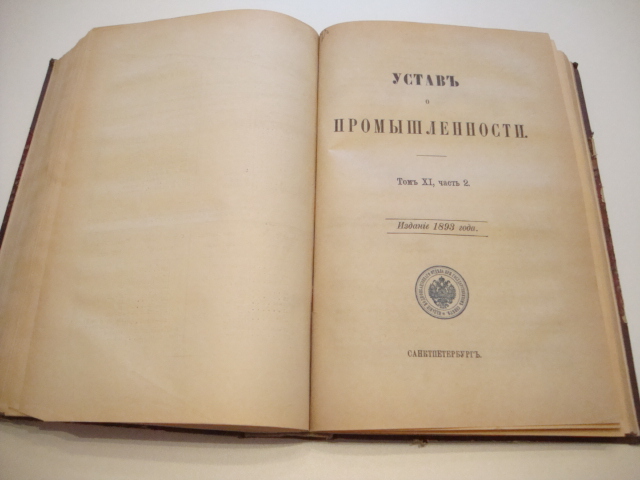 УСТАВЪ
О
ПРОМЫШЛЕННОСТИ.
Томъ XI, часть 2.
Изданіе 1893 года.
САНКТПЕТЕРБУРГЪ.